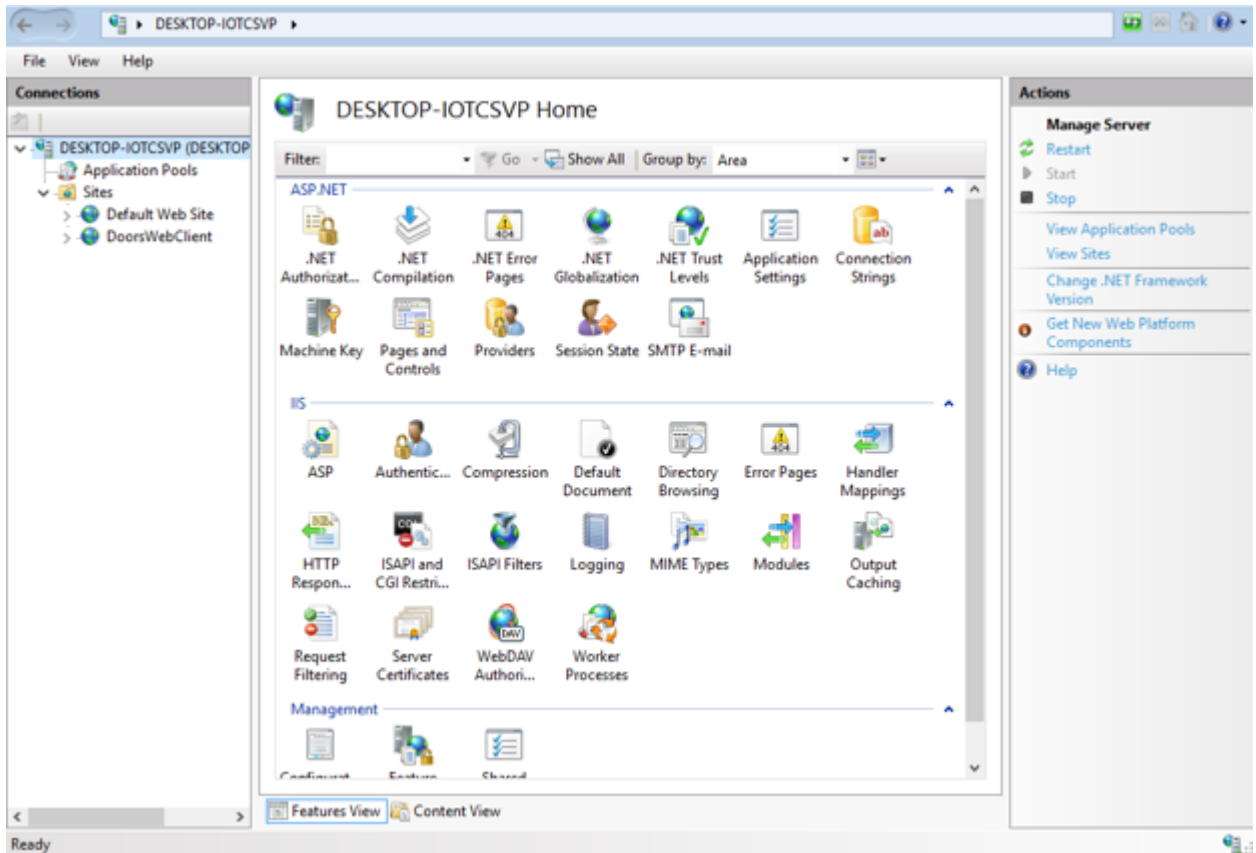 DESKTOP-IOTCSVP
File View Help
Connections
DESKTOP-IOTCSVP (DESKTOP
Application Pools
Sites
Default Web Site
DoorsWebClient
DESKTOP-IOTCSVP Home
Filter: Go Show All Group by: Area
ASP.NET
.NET Authorizat...
.NET Compilation
.NET Error Pages
.NET Globalization
.NET Trust Levels
Application Settings
Connection Strings
Machine Key
Pages and Controls
Providers
Session State
SMTP E-mail
IIS
ASP
Authentic...
Compression
Default Document
Directory Browsing
Error Pages
Handler Mappings
HTTP Respon...
ISAPI and CGI Restri...
ISAPI Filters
Logging
MIME Types
Modules
Output Caching
Request Filtering
Server Certificates
WebDAV Authori...
Worker Processes
Management
Configurat...
Feature
Shared
Features View
Content View
Ready
Actions
Manage Server
Restart
Start
Stop
View Application Pools
View Sites
Change .NET Framework
Version
Get New Web Platform
Components
Help